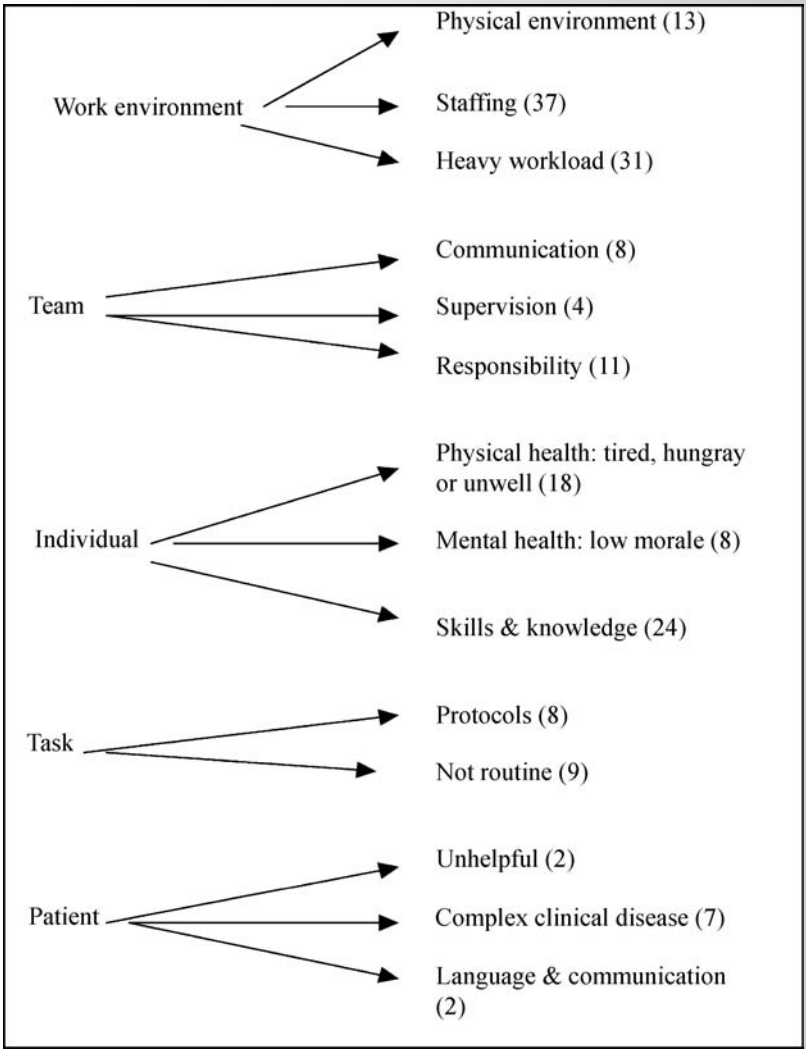 Physical environment (13)
Work environment
Staffing (37)
Heavy workload (31)
Communication (8)
Team
Supervision (4)
Responsibility (11)
Physical health: tired, hungray
or unwell (18)
Individual
Mental health: low morale (8)
Skills & knowledge (24)
Protocols (8)
Task
Not routine (9)
Unhelpful (2)
Patient
Complex clinical disease (7)
Language & communication
(2)